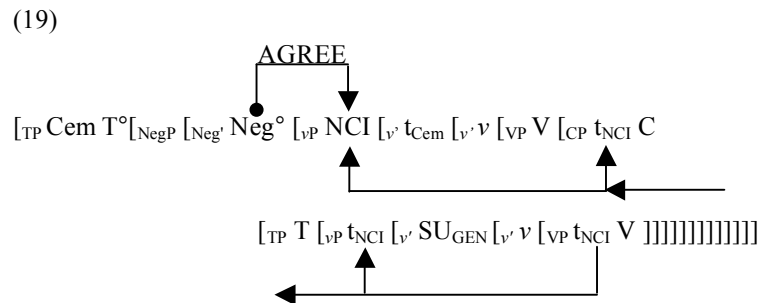 (19)
AGREE
[TP Cem T°[NegP [Neg' Neg° [vP NCI [v' tCem [v' v [VP V [CP tNCI C
[TP T [vP tNCI [v' SUGEN [v' v [VP tNCI V ]]]]]]]]]]]]]